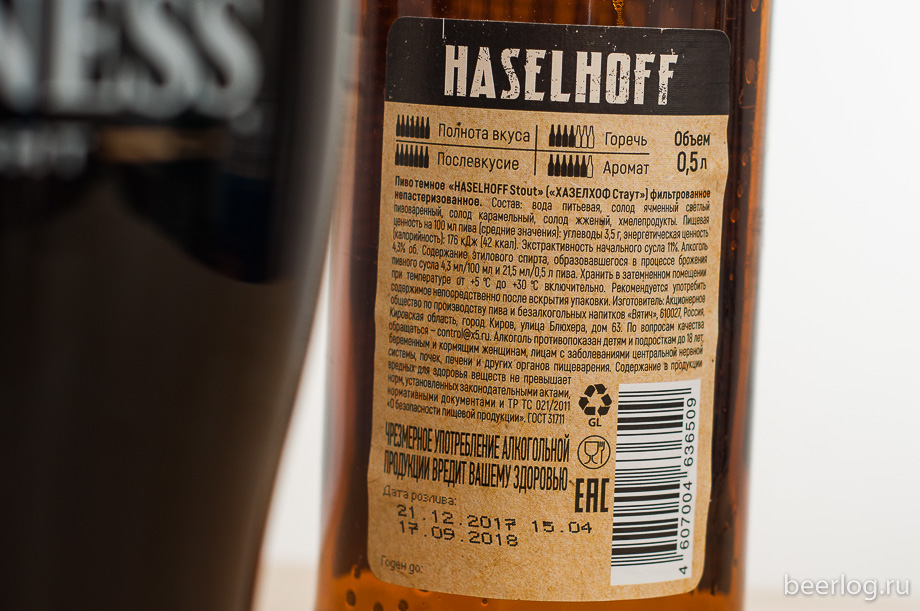 NESS
HASELHOFF
Полнота вкуса
Горечь
Объем
Послевкусие
Аромат
0,5 л
Пиво темное «HASELHOFF Stout» («ХАЗЕЛХОФ Стаут») фильтрованное
непастеризованное. Состав: вода питьевая, солод ячменный светлый
пивоваренный, солод карамельный, солод жженый, хмелепродукты. Пищевая
ценность на 100 мл пива (средние значения): углеводы 3,5 г, энергетическая ценность
(калорийность): 176 кДж (42 ккал). Экстрактивность начального сусла 11%. Алкоголь
4,3% об. Содержание этилового спирта, образовавшегося в процессе брожения
пивного сусла 4,3 мл/100 мл и 21,5 мл/0,5 л пива. Хранить в затемненном помещении
при температуре от +5 °C до +30 °C включительно. Рекомендуется употребить
содержимое непосредственно после вскрытия упаковки. Изготовитель: Акционерное
общество по производству пива и безалкогольных напитков «Вятич», 610027, Россия,
Кировская область, город Киров, улица Блюхера, дом 63. По вопросам качества
обращаться – control@x5.ru. Алкоголь противопоказан детям и подросткам до 18 лет,
беременным и кормящим женщинам, лицам с заболеваниями центральной нервной
системы, почек, печени и других органов пищеварения. Содержание в продукции
вредных для здоровья веществ не превышает
норм, установленных законодательными актами,
нормативными документами и ТР ТС 021/2011
«О безопасности пищевой продукции». ГОСТ 31711
GL
ЧРЕЗМЕРНОЕ УПОТРЕБЛЕНИЕ АЛКОГОЛЬНОЙ
ПРОДУКЦИИ ВРЕДИТ ВАШЕМУ ЗДОРОВЬЮ
EAC
4 607004 636509
Дата розлива:
21.12.2017 15.04
17.09.2018
Годен до:
beerlog.ru